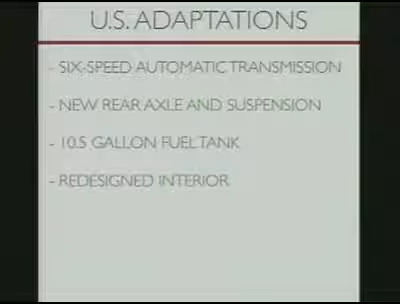 U.S. ADAPTATIONS
- SIX-SPEED AUTOMATIC TRANSMISSION
- NEW REAR AXLE AND SUSPENSION
- 10.5 GALLON FUEL TANK
- REDESIGNED INTERIOR